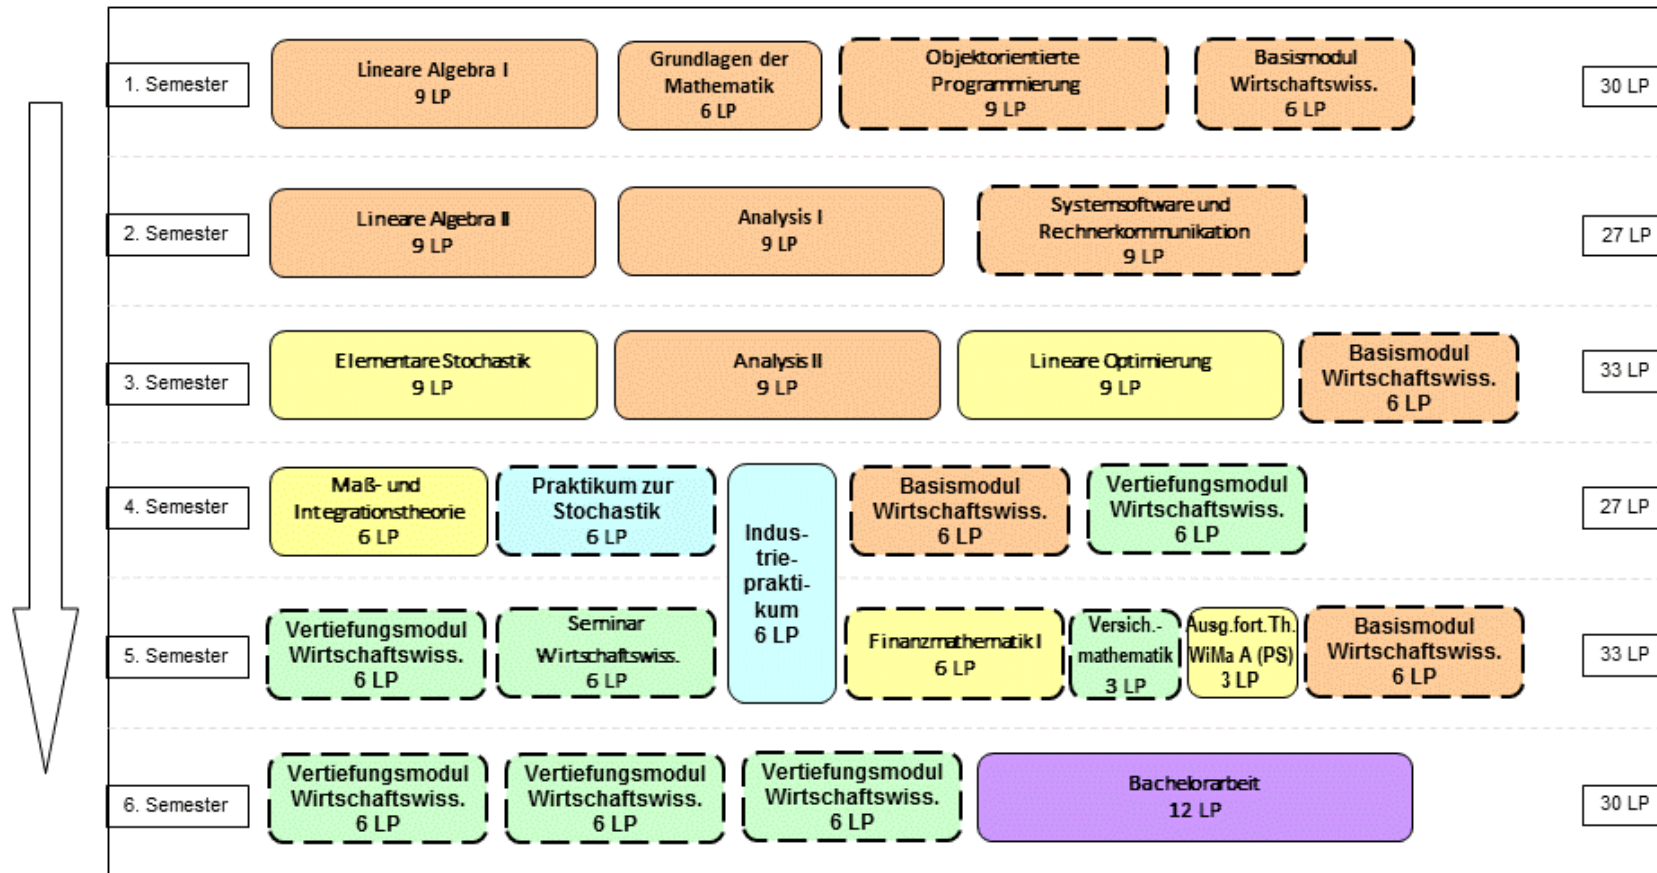 1. Semester
Lineare Algebra I
9 LP
Grundlagen der
Mathematik
6 LP
Objektorientierte
Programmierung
9 LP
Basismodul
Wirtschaftswiss.
6 LP
30 LP
2. Semester
Lineare Algebra II
9 LP
Analysis I
9 LP
Systemsoftware und
Rechnerkommunikation
9 LP
27 LP
3. Semester
Elementare Stochastik
9 LP
Analysis II
9 LP
Lineare Optimierung
9 LP
Basismodul
Wirtschaftswiss.
6 LP
33 LP
4. Semester
Maß- und
Integrationstheorie
6 LP
Praktikum zur
Stochastik
6 LP
Indus-
trie-
prakti-
kum
6 LP
Basismodul
Wirtschaftswiss.
6 LP
Vertiefungsmodul
Wirtschaftswiss.
6 LP
27 LP
5. Semester
Vertiefungsmodul
Wirtschaftswiss.
6 LP
Seminar
Wirtschaftswiss.
6 LP
Finanzmathematik I
6 LP
Versich.-
mathematik
3 LP
Ausg.fort.Th.
WiMa A (PS)
3 LP
Basismodul
Wirtschaftswiss.
6 LP
33 LP
6. Semester
Vertiefungsmodul
Wirtschaftswiss.
6 LP
Vertiefungsmodul
Wirtschaftswiss.
6 LP
Vertiefungsmodul
Wirtschaftswiss.
6 LP
Bachelorarbeit
12 LP
30 LP